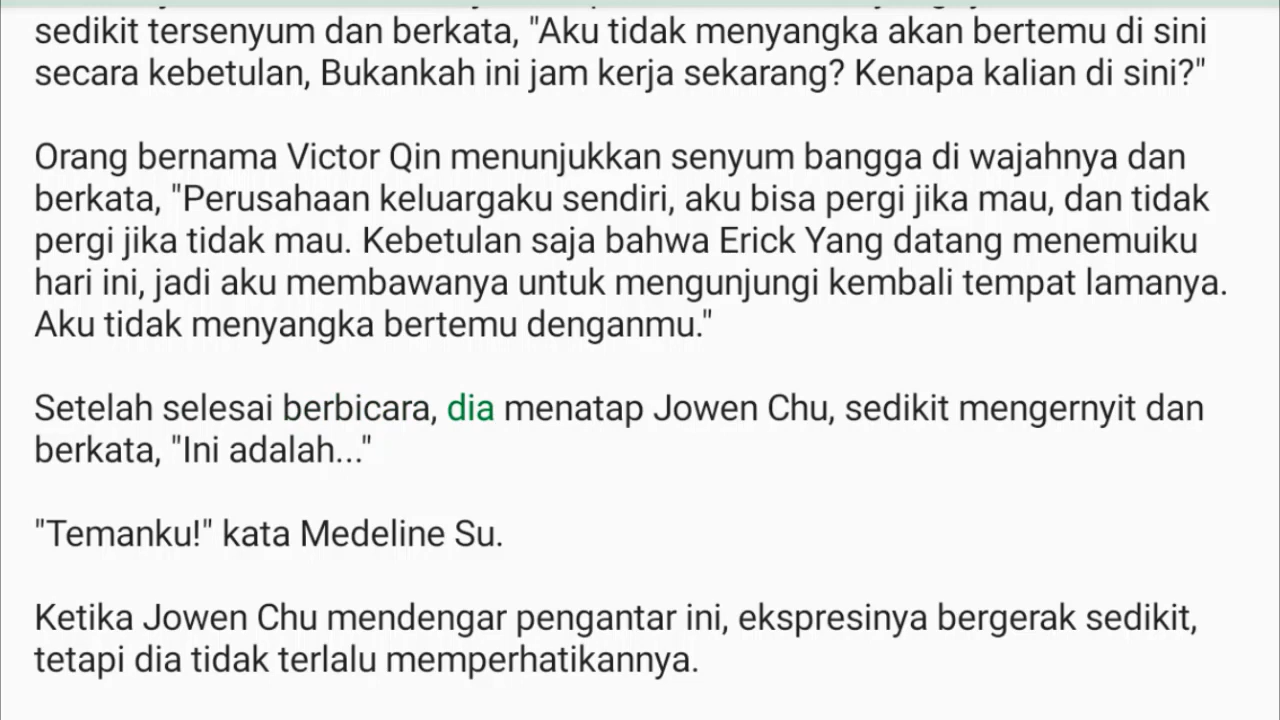 sedikit tersenyum dan berkata, "Aku tidak menyangka akan bertemu di sini
secara kebetulan, Bukankah ini jam kerja sekarang? Kenapa kalian di sini?"
Orang bernama Victor Qin menunjukkan senyum bangga di wajahnya dan
berkata, "Perusahaan keluargaku sendiri, aku bisa pergi jika mau, dan tidak
pergi jika tidak mau. Kebetulan saja bahwa Erick Yang datang menemuiku
hari ini, jadi aku membawanya untuk mengunjungi kembali tempat lamanya.
Aku tidak menyangka bertemu denganmu."
Setelah selesai berbicara, dia menatap Jowen Chu, sedikit mengernyit dan
berkata, "Ini adalah..."
"Temanku!" kata Medeline Su.
Ketika Jowen Chu mendengar pengantar ini, ekspresinya bergerak sedikit,
tetapi dia tidak terlalu memperhatikannya.